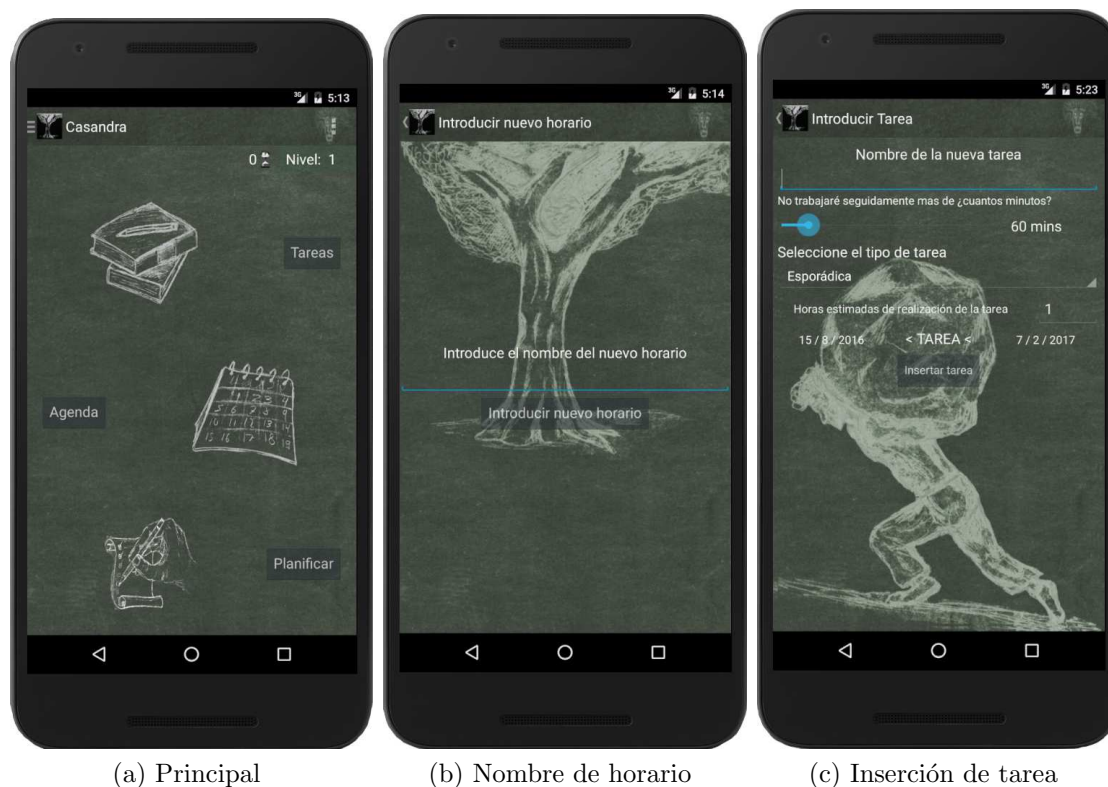 3G 5:13
Casandra
0 Nivel: 1
Tareas
Agenda
Planificar
(a) Principal
3G 5:14
Introducir nuevo horario
Introduce el nombre del nuevo horario
Introducir nuevo horario
(b) Nombre de horario
3G 5:23
Introducir Tarea
Nombre de la nueva tarea
No trabajaré seguidamente mas de ¿cuantos minutos?
60 mins
Seleccione el tipo de tarea
Esporádica
Horas estimadas de realización de la tarea 1
15 / 8 / 2016 < TAREA < 7 / 2 / 2017
Insertar tarea
(c) Inserción de tarea